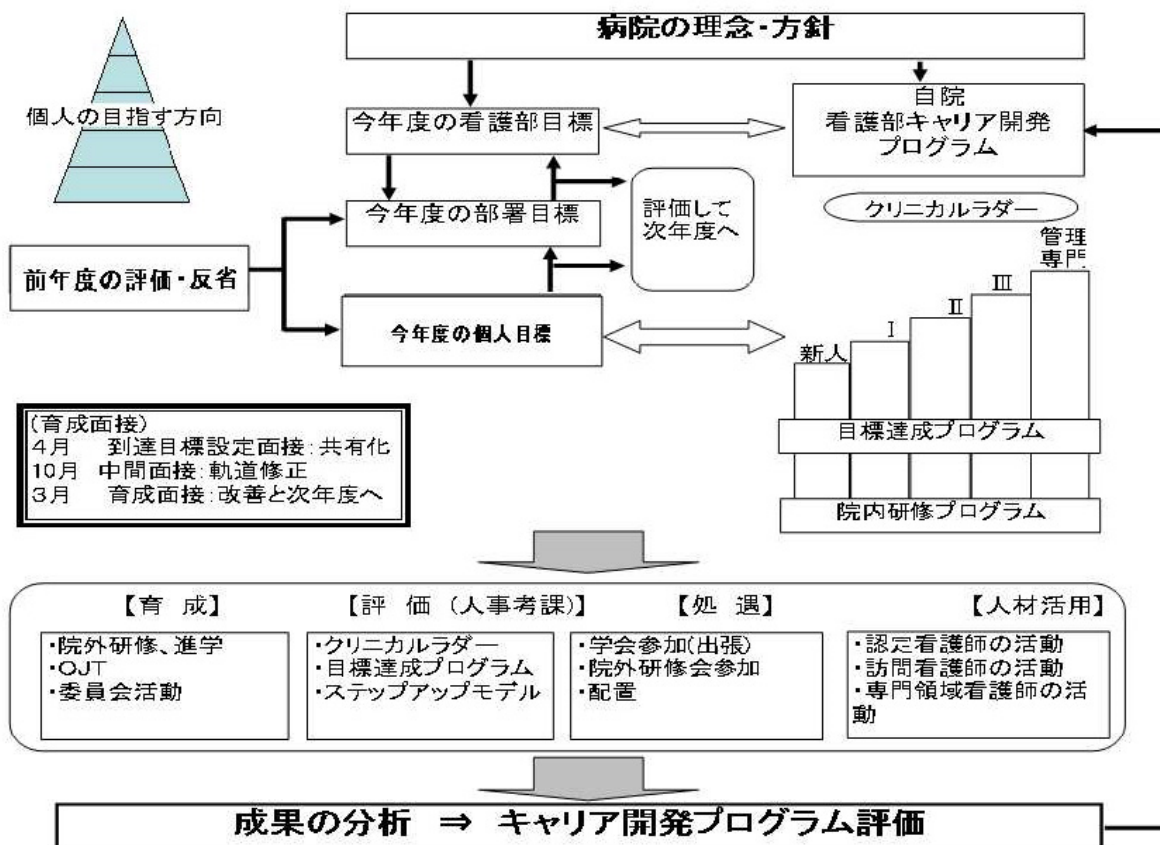 病院の理念・方針
個人の目指す方向
今年度の看護部目標
自院
看護部キャリア開発
プログラム
今年度の部署目標
評価して
次年度へ
クリニカルラダー
前年度の評価・反省
今年度の個人目標
新人
Ⅰ
Ⅱ
Ⅲ
管理
専門
目標達成プログラム
院内研修プログラム
(育成面接)
4月 到達目標設定面接:共有化
10月 中間面接:軌道修正
3月 育成面接:改善と次年度へ
【育 成】
・院外研修、進学
・OJT
・委員会活動
【評 価 (人事考課)】
・クリニカルラダー
・目標達成プログラム
・ステップアップモデル
【処 遇】
・学会参加(出張)
・院外研修会参加
・配置
【人材活用】
・認定看護師の活動
・訪問看護師の活動
・専門領域看護師の活
動
成果の分析 ⇒ キャリア開発プログラム評価